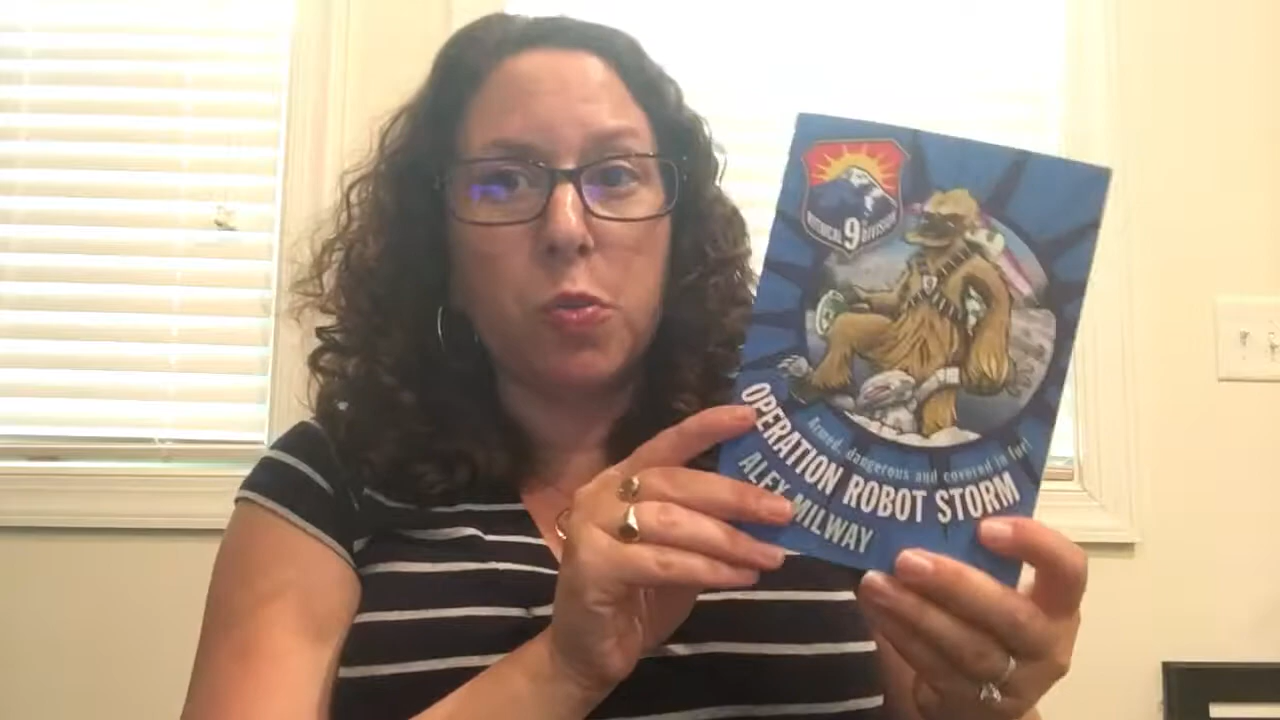 MYTHICAL 9 DIVISION
Armed, dangerous and covered in fur!
OPERATION ROBOT STORM
ALEX MILWAY